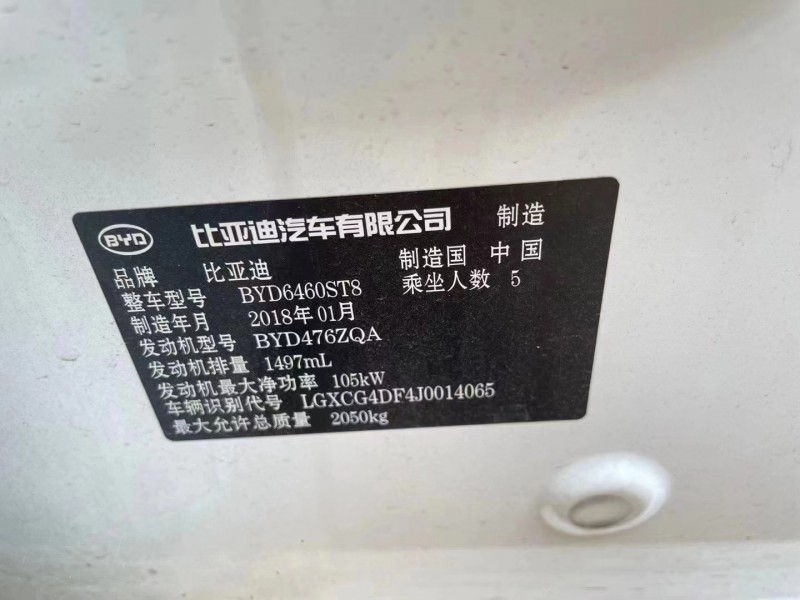 BYD 比亚迪汽车有限公司 制造
品牌 比亚迪 制造国 中国
整车型号 BYD6460ST8 乘坐人数 5
制造年月 2018年01月
发动机型号 BYD476ZQA
发动机排量 1497mL
发动机最大净功率 105kW
车辆识别代号 LGXCG4DF4J0014065
最大允许总质量 2050kg